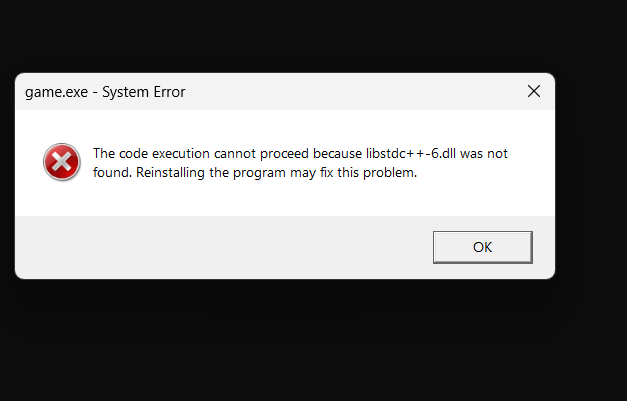 game.exe - System Error
The code execution cannot proceed because libstdc++-6.dll was not
found. Reinstalling the program may fix this problem.
OK